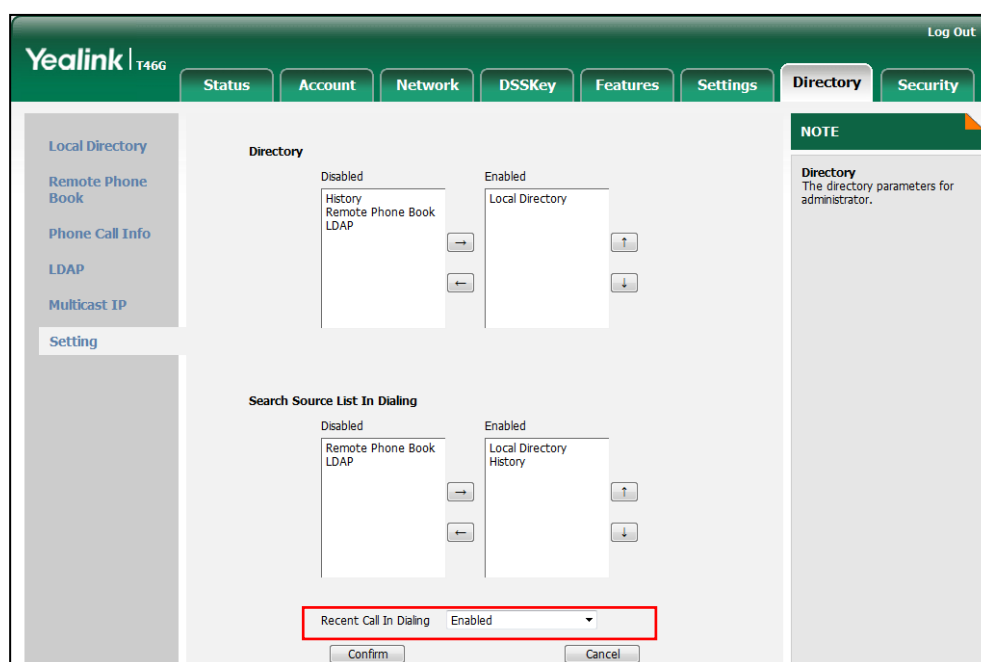 Log Out
Yealink T46G
Status Account Network DSSKey Features Settings Directory Security
Local Directory
Remote Phone
Book
Phone Call Info
LDAP
Multicast IP
Setting
Directory
Disabled Enabled
History
Remote Phone Book
LDAP
Local Directory
→ ↑
← ↓
Search Source List In Dialing
Disabled Enabled
Remote Phone Book
LDAP
Local Directory
History
→ ↑
← ↓
Recent Call In Dialing Enabled
Confirm Cancel
NOTE
Directory
The directory parameters for
administrator.